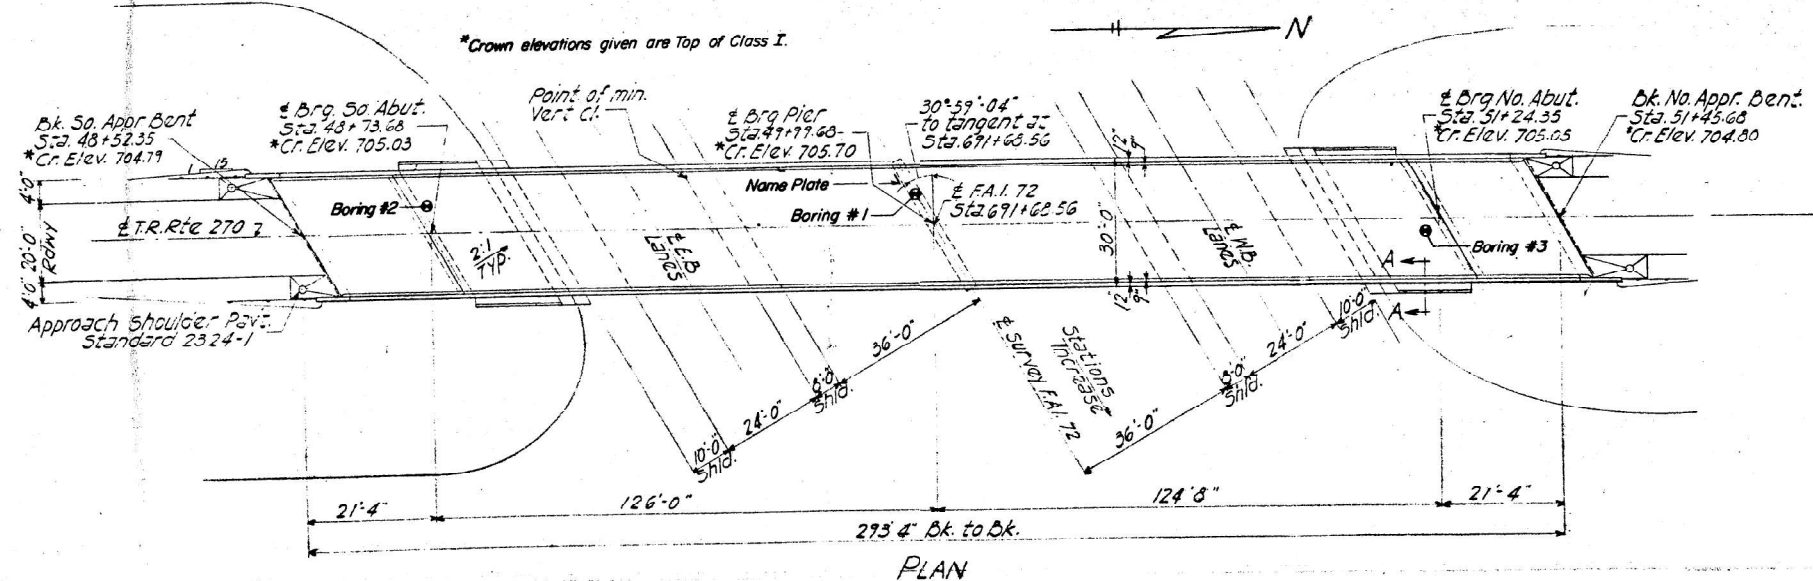 *Crown elevations given are Top of Class I.
N
Bk. So. Appr Bent
Sta. 48+52.35
*Cr. Elev. 704.79
℄ Brg. So. Abut.
Sta. 48+73.68
*Cr. Elev. 705.03
Point of min.
Vert Cl.
℄ Brg Pier
Sta. 49+99.68
*Cr. Elev. 705.70
30°-59'-04"
to tangent at
Sta. 691+68.56
℄ Brg No. Abut.
Sta. 51+24.35
*Cr. Elev. 705.05
Bk. No. Appr. Bent.
Sta. 51+45.68
*Cr. Elev. 704.80
15
12"
9"
4'-0"
20'-0"
Rdwy
4'-0"
Name Plate
Boring #2
Boring #1
℄ F.A.I. 72
Sta. 691+68.56
℄ T.R. Rte 270
2:1
TYP.
℄ E.B.
Lanes
30'-0"
℄ W.B.
Lanes
Boring #3
A
A
12"
9"
Approach Shoulder Pav't.
Standard 2324-1
36'-0"
8'-0"
Shld.
24'-0"
10'-0"
Shld.
℄ Survey F.A.I. 72
Stations
Increase
10'-0"
Shld.
24'-0"
8'-0"
Shld.
36'-0"
21'-4"
126'-0"
124'8"
21'-4"
293'4" Bk. to Bk.
PLAN